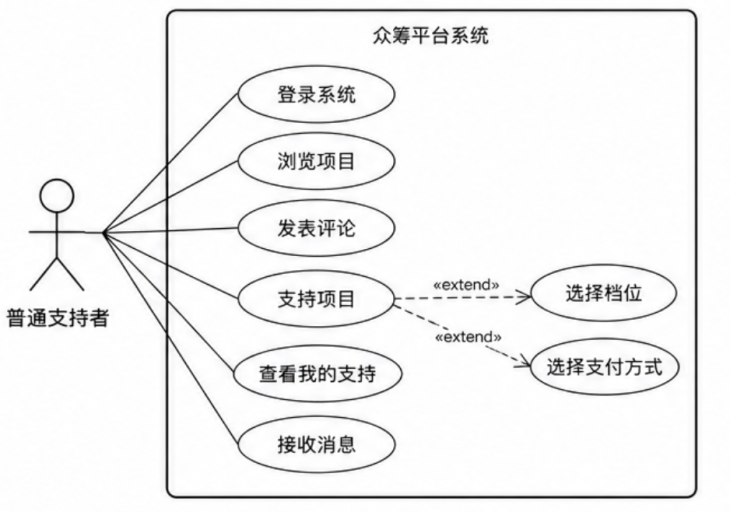 众筹平台系统
登录系统
浏览项目
发表评论
支持项目
«extend»
选择档位
«extend»
选择支付方式
普通支持者
查看我的支持
接收消息